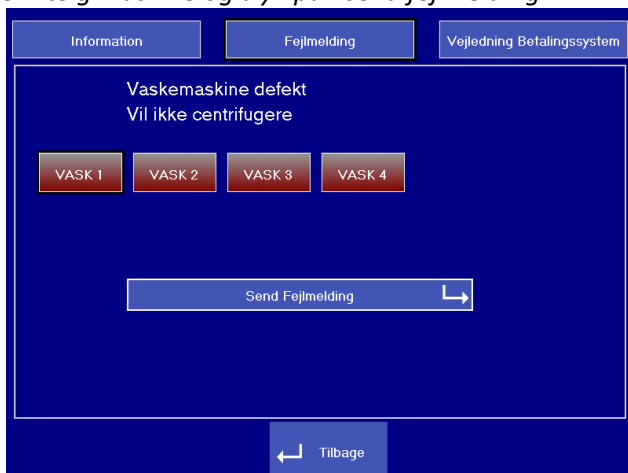 Information
Fejlmelding
Vejledning Betalingssystem
Vaskemaskine defekt
Vil ikke centrifugere
VASK 1
VASK 2
VASK 3
VASK 4
Send Fejlmelding
Tilbage